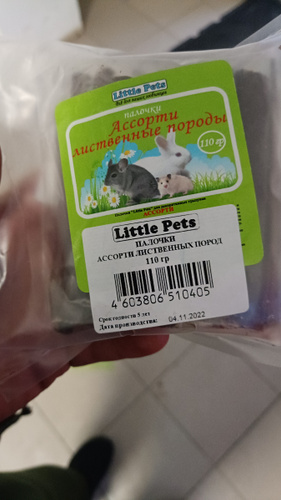 Little Pets
палочки
Ассорти
лиственные породы
110 гр
АССОРТИ
Little Pets
ПАЛОЧКИ
АССОРТИ ЛИСТВЕННЫХ ПОРОД
110 гр
4 603806 510405
Срок годности 5 лет
Дата производства: 04.11.2022